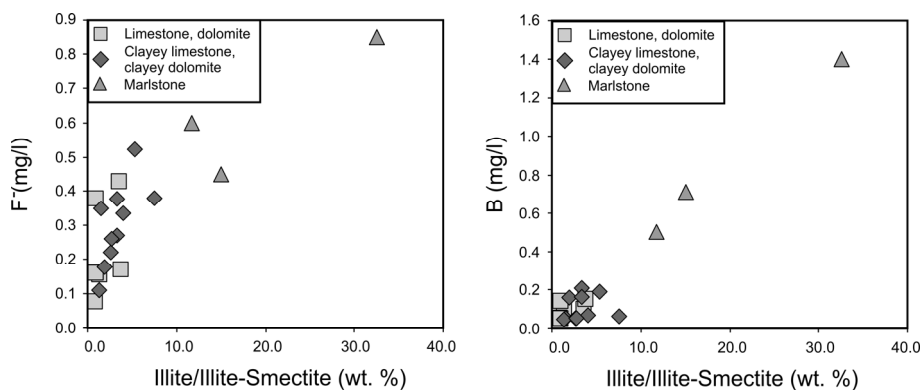 0.9
0.8
0.7
0.6
0.5
0.4
0.3
0.2
0.1
0.0
F-(mg/l)
Limestone, dolomite
Clayey limestone,
clayey dolomite
Marlstone
0.0 10.0 20.0 30.0 40.0
Illite/Illite-Smectite (wt. %)
1.6
1.4
1.2
1.0
0.8
0.6
0.4
0.2
0.0
B (mg/l)
Limestone, dolomite
Clayey limestone,
clayey dolomite
Marlstone
0.0 10.0 20.0 30.0 40.0
Illite/Illite-Smectite (wt. %)